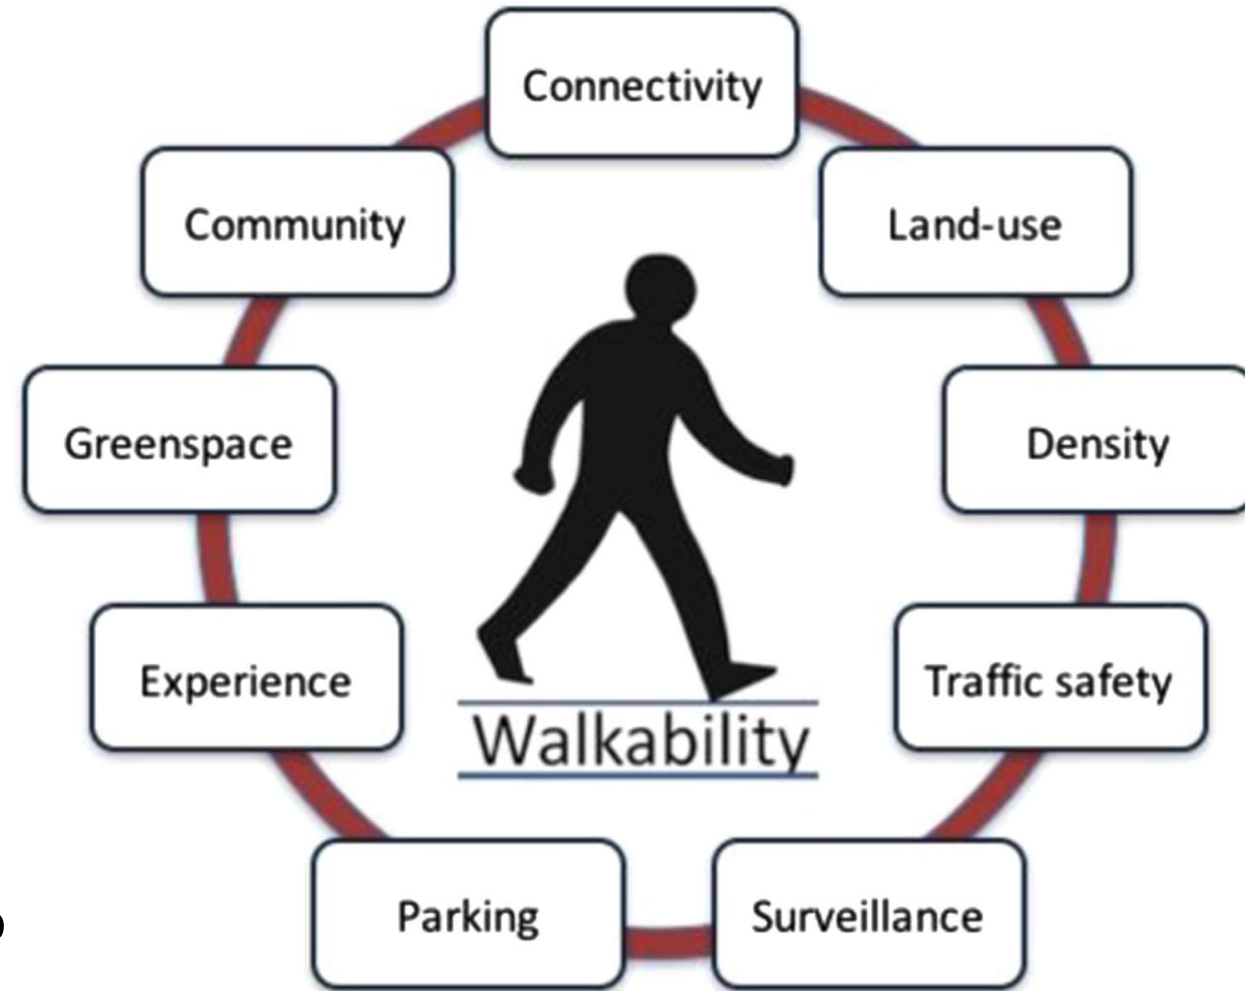 Connectivity
Community
Land-use
Greenspace
Density
Experience
Traffic safety
Walkability
Parking
Surveillance